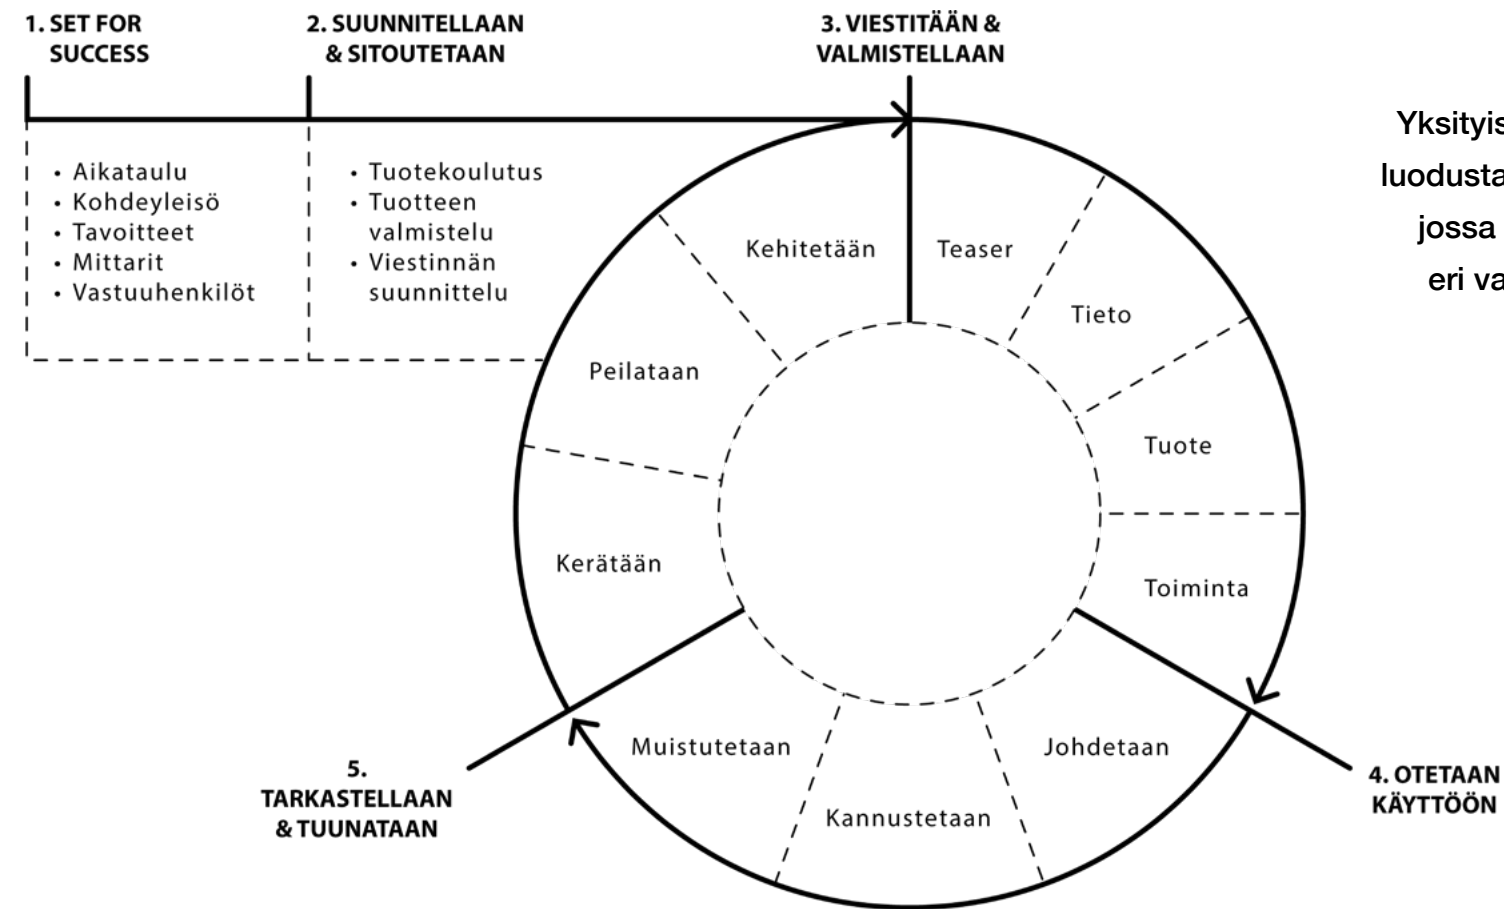 1. SET FOR
SUCCESS
2. SUUNNITELLAAN
& SITOUTETAAN
3. VIESTITÄÄN &
VALMISTELLAAN
• Aikataulu
• Kohdeyleisö
• Tavoitteet
• Mittarit
• Vastuuhenkilöt
• Tuotekoulutus
• Tuotteen
valmistelu
• Viestinnän
suunnittelu
Teaser
Tieto
Tuote
Toiminta
4. OTETAAN
KÄYTTÖÖN
Johdetaan
Kannustetaan
Muistutetaan
5.
TARKASTELLAAN
& TUUNATAAN
Kerätään
Peilataan
Kehitetään
Yksityis
luodusta
jossa
eri va